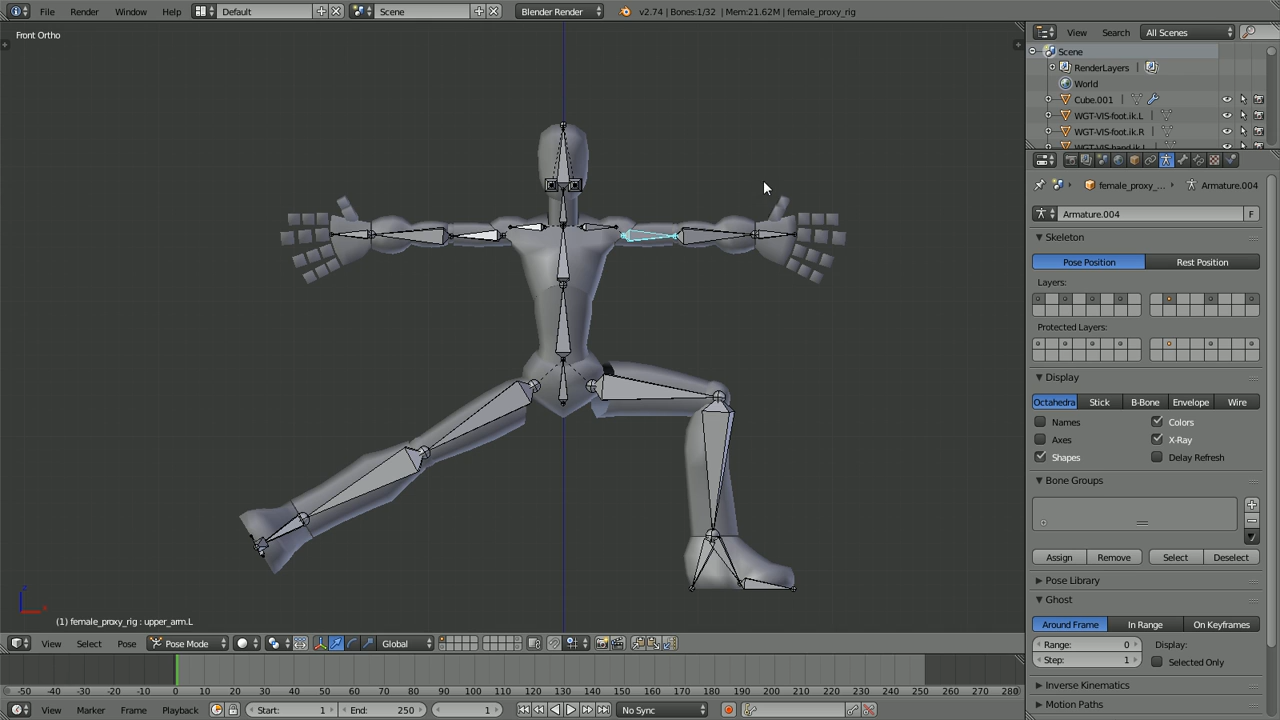 File Render Window Help Default Scene Blender Render v2.74 | Bones:1/32 | Mem:21.62M | female_proxy_rig
Front Ortho
(1) female_proxy_rig : upper_arm.L
View Select Pose Pose Mode Global
-50 -40 -30 -20 -10 0 10 20 30 40 50 60 70 80 90 100 110 120 130 140 150 160 170 180 190 200 210 220 230 240 250 260 270 280
View Marker Frame Playback Start: 1 End: 250 1 No Sync
View Search All Scenes
Scene
RenderLayers |
World
Cube.001 |
WGT-VIS-foot.ik.L |
WGT-VIS-foot.ik.R |
female_proxy_... Armature.004
Armature.004 F
Skeleton
Pose Position Rest Position
Layers:
Protected Layers:
Display
Octahedra Stick B-Bone Envelope Wire
Names Colors
Axes X-Ray
Shapes Delay Refresh
Bone Groups
Assign Remove Select Deselect
Pose Library
Ghost
Around Frame In Range On Keyframes
Range: 0 Display:
Step: 1 Selected Only
Inverse Kinematics
Motion Paths